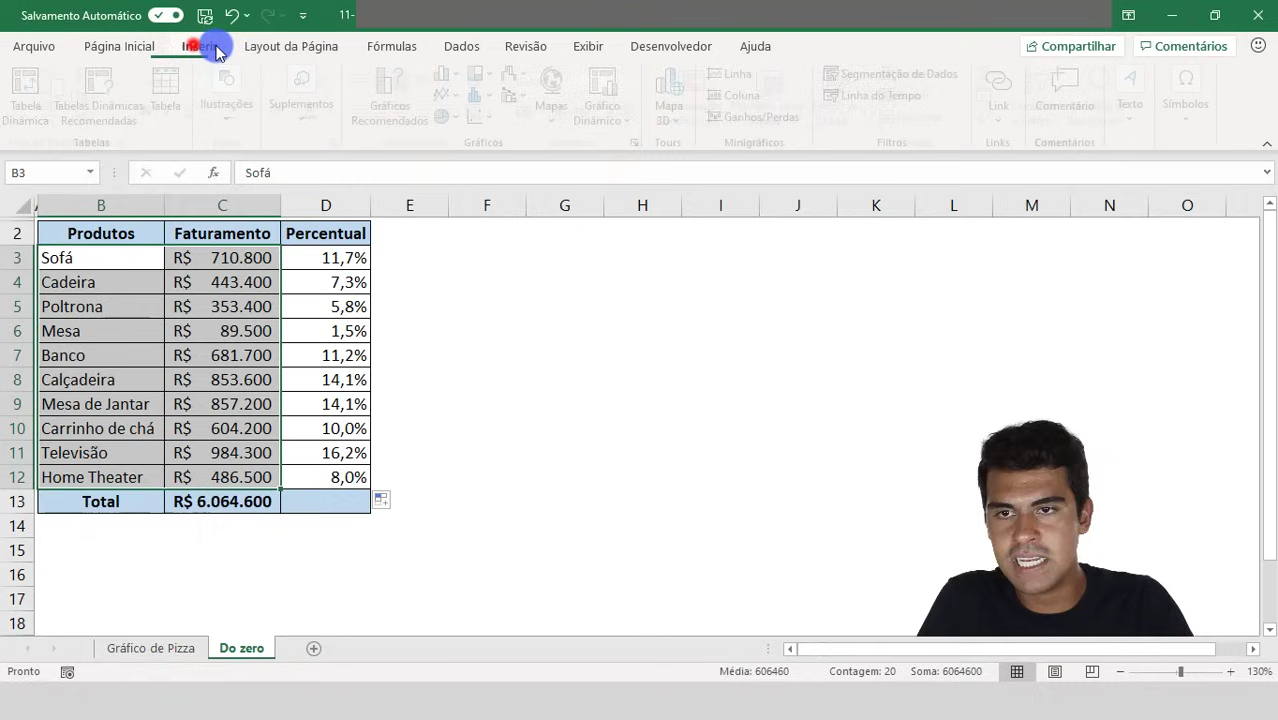 Salvamento Automático
11-
Arquivo Página Inicial Inserir Layout da Página Fórmulas Dados Revisão Exibir Desenvolvedor Ajuda Compartilhar Comentários
Tabela Dinâmica
Tabelas Dinâmicas Recomendadas
Tabela
Ilustrações
Suplementos
Gráficos Recomendados
Mapas
Gráfico Dinâmico
Mapa 3D
Linha
Coluna
Ganhos/Perdas
Segmentação de Dados
Linha do Tempo
Link
Comentário
Texto
Símbolos
Tabelas Gráficos Tours Minigráficos Filtros Links Comentários
B3 fx Sofá
B C D E F G H I J K L M N O
2 Produtos Faturamento Percentual
3 Sofá R$ 710.800 11,7%
4 Cadeira R$ 443.400 7,3%
5 Poltrona R$ 353.400 5,8%
6 Mesa R$ 89.500 1,5%
7 Banco R$ 681.700 11,2%
8 Calçadeira R$ 853.600 14,1%
9 Mesa de Jantar R$ 857.200 14,1%
10 Carrinho de chá R$ 604.200 10,0%
11 Televisão R$ 984.300 16,2%
12 Home Theater R$ 486.500 8,0%
13 Total R$ 6.064.600
14
15
16
17
18
Gráfico de Pizza Do zero
Pronto Média: 606460 Contagem: 20 Soma: 6064600 130%